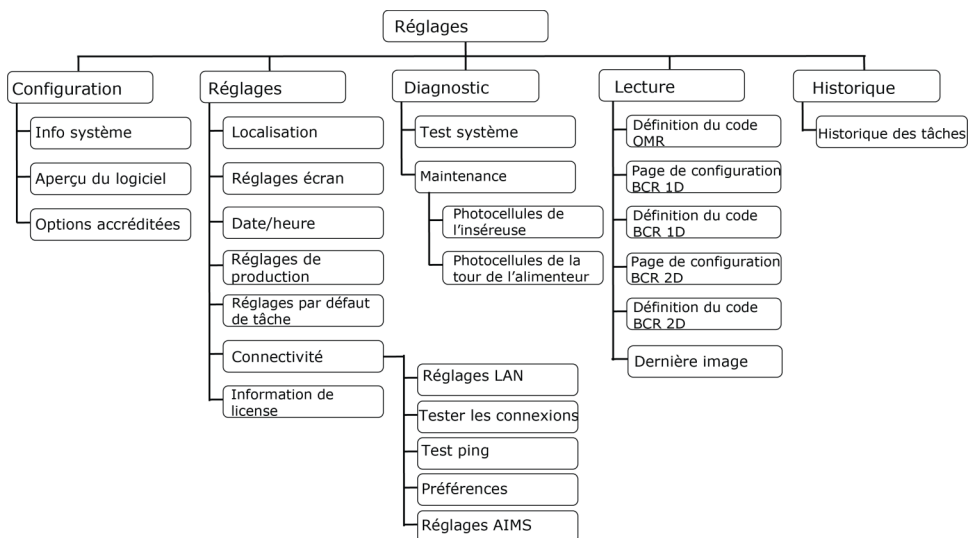 Réglages
Configuration
Info système
Aperçu du logiciel
Options accréditées
Réglages
Localisation
Réglages écran
Date/heure
Réglages de
production
Réglages par défaut
de tâche
Connectivité
Information de
license
Réglages LAN
Tester les connexions
Test ping
Préférences
Réglages AIMS
Diagnostic
Test système
Maintenance
Photocellules de
l'inséreuse
Photocellules de la
tour de l'alimenteur
Lecture
Définition du code
OMR
Page de configuration
BCR 1D
Définition du code
BCR 1D
Page de configuration
BCR 2D
Définition du code
BCR 2D
Dernière image
Historique
Historique des tâches